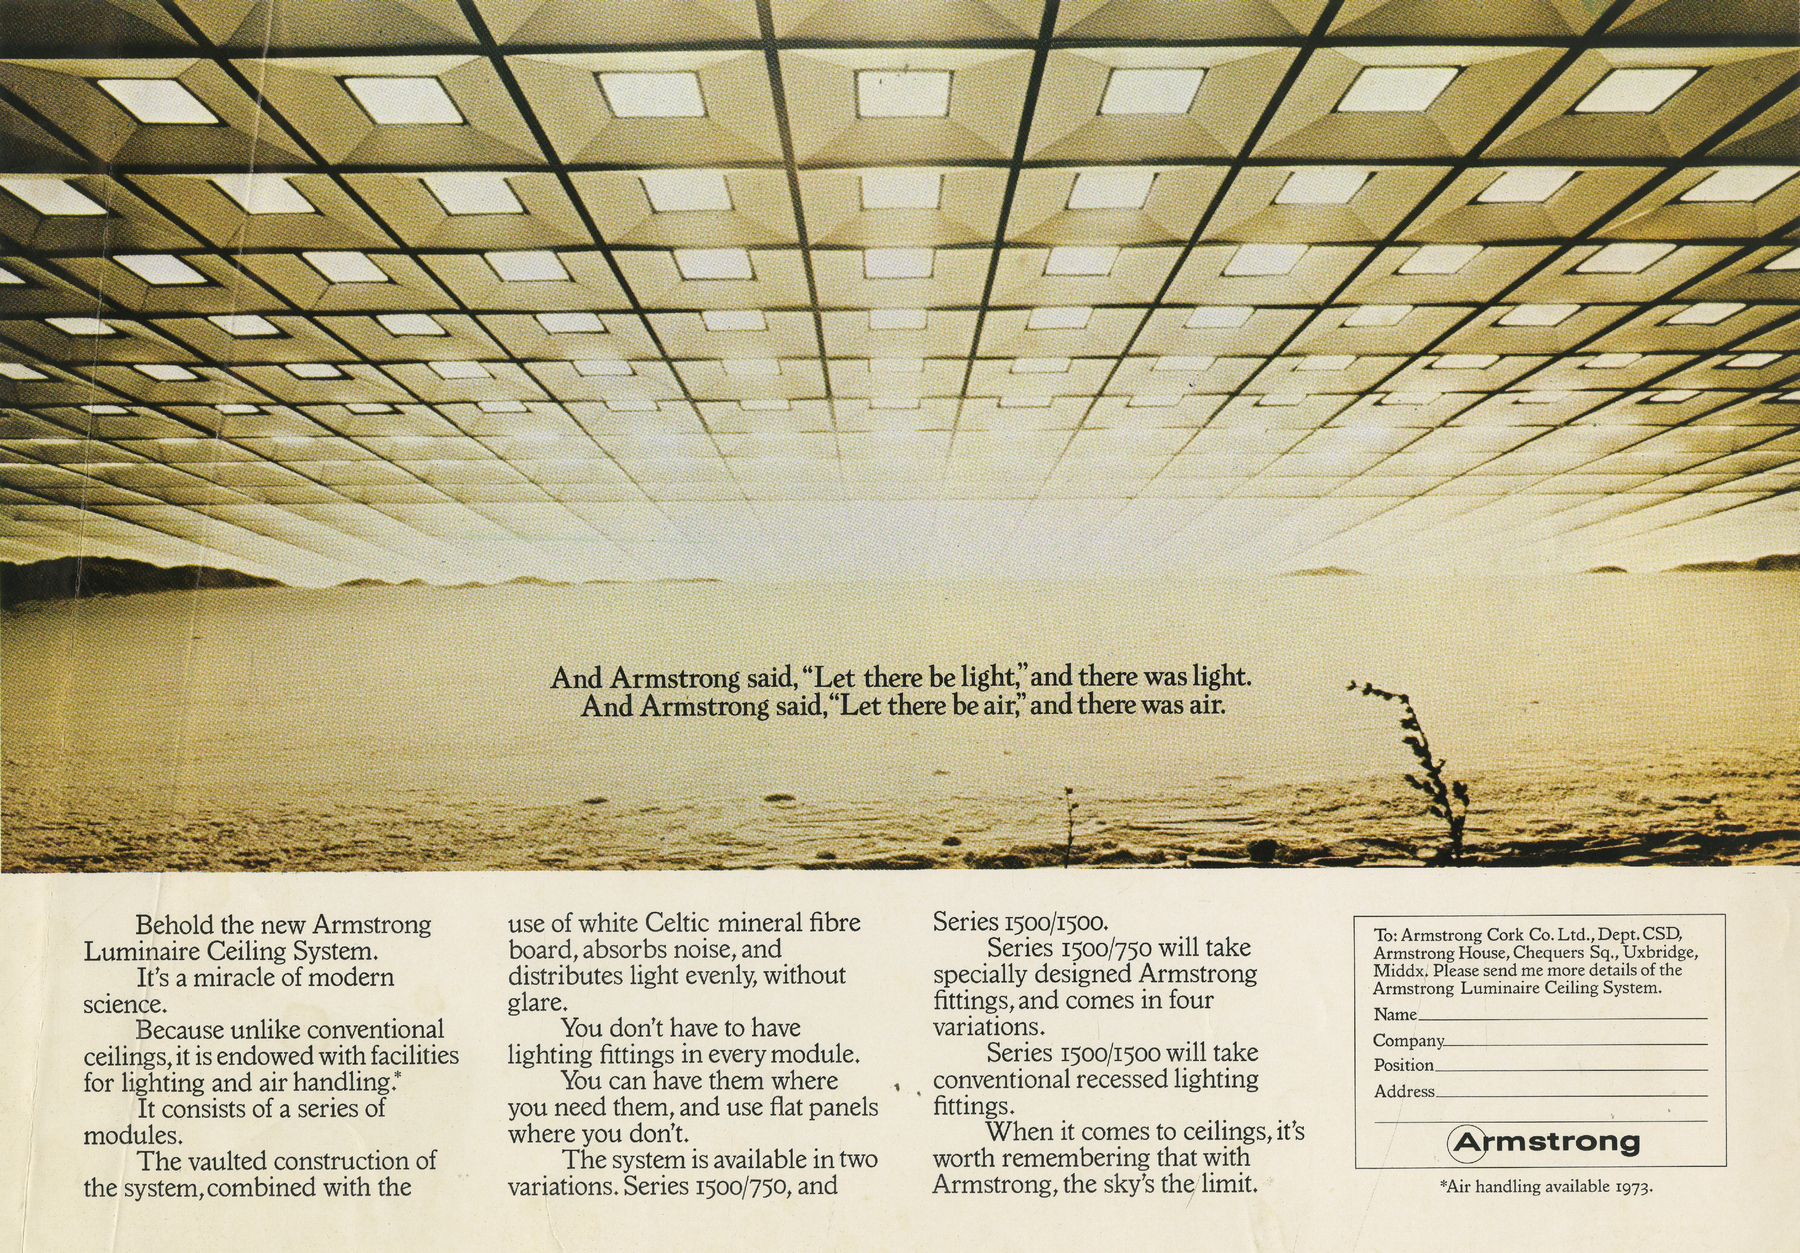 And Armstrong said, “Let there be light,” and there was light.
And Armstrong said, “Let there be air,” and there was air.
Behold the new Armstrong
Luminaire Ceiling System.
It’s a miracle of modern
science.
Because unlike conventional
ceilings, it is endowed with facilities
for lighting and air handling.*
It consists of a series of
modules.
The vaulted construction of
the system, combined with the
use of white Celtic mineral fibre
board, absorbs noise, and
distributes light evenly, without
glare.
You don’t have to have
lighting fittings in every module.
You can have them where
you need them, and use flat panels
where you don’t.
The system is available in two
variations. Series 1500/750, and
Series 1500/1500.
Series 1500/750 will take
specially designed Armstrong
fittings, and comes in four
variations.
Series 1500/1500 will take
conventional recessed lighting
fittings.
When it comes to ceilings, it’s
worth remembering that with
Armstrong, the sky’s the limit.
To: Armstrong Cork Co. Ltd., Dept. CSD,
Armstrong House, Chequers Sq., Uxbridge,
Middx. Please send me more details of the
Armstrong Luminaire Ceiling System.
Name
Company
Position
Address
Armstrong
*Air handling available 1973.